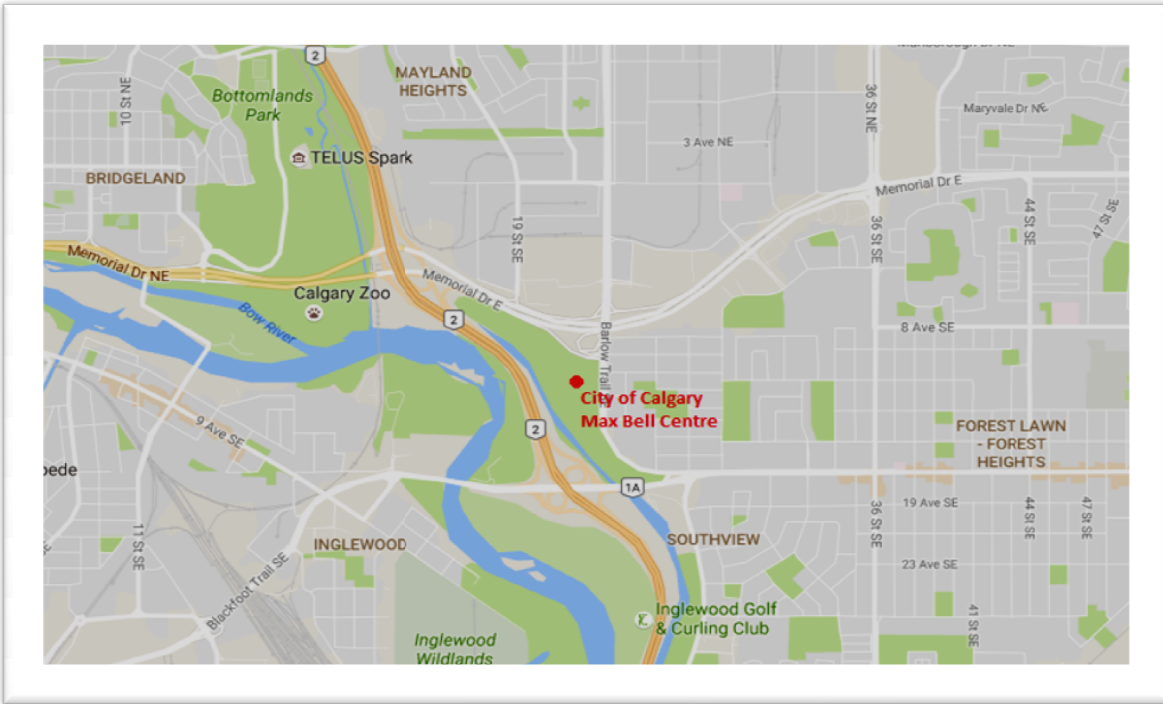 2
MAYLAND
HEIGHTS
Bottomlands
Park
10 St NE
36 St NE
Maryvale Dr NE
3 Ave NE
TELUS Spark
BRIDGELAND
Memorial Dr E
44 St SE
47 St SE
19 St SE
36 St SE
Memorial Dr NE
Memorial Dr E
Calgary Zoo
Bow River
2
8 Ave SE
Barlow Trail
City of Calgary
Max Bell Centre
9 Ave SE
2
FOREST LAWN
- FOREST
HEIGHTS
1A
19 Ave SE
36 St SE
44 St SE
47 St SE
11 St SE
INGLEWOOD
SOUTHVIEW
23 Ave SE
Blackfoot Trail SE
41 St SE
Inglewood Golf
& Curling Club
Inglewood
Wildlands